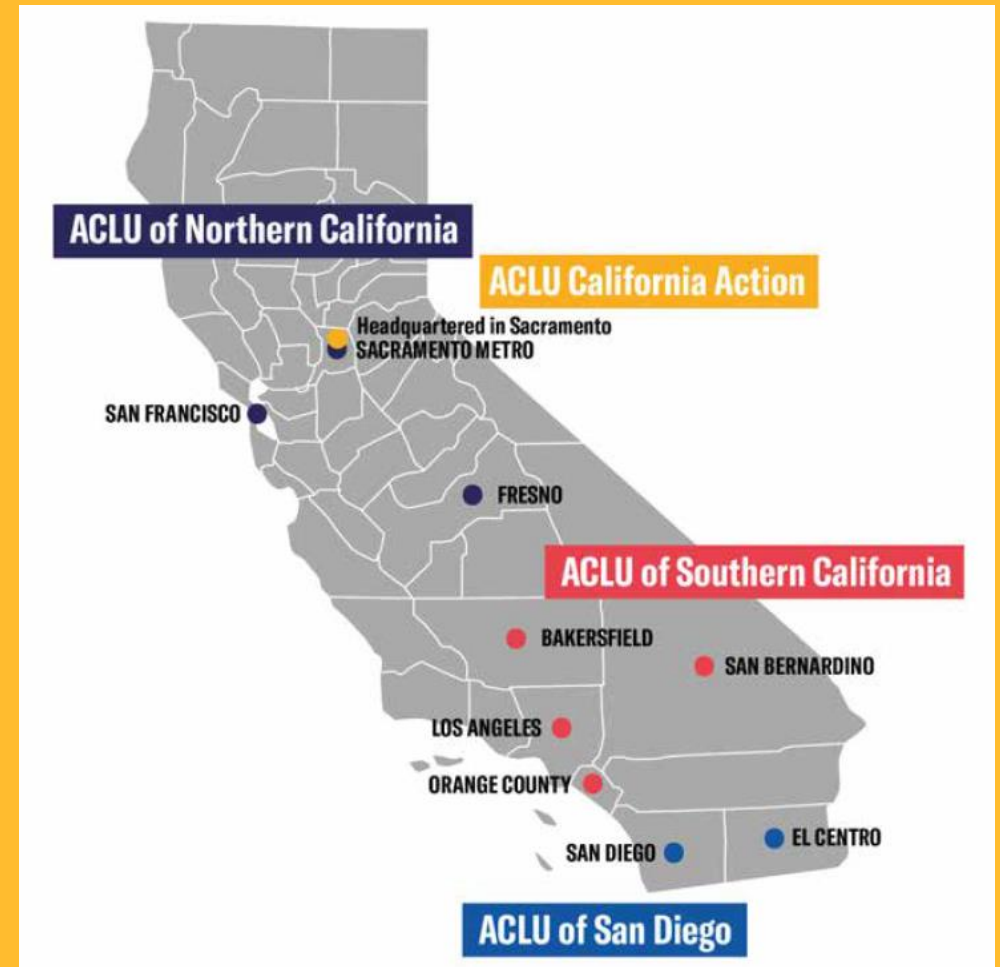 ACLU of Northern California
ACLU California Action
Headquartered in Sacramento
SACRAMENTO METRO
SAN FRANCISCO
FRESNO
ACLU of Southern California
BAKERSFIELD
SAN BERNARDINO
LOS ANGELES
ORANGE COUNTY
EL CENTRO
SAN DIEGO
ACLU of San Diego